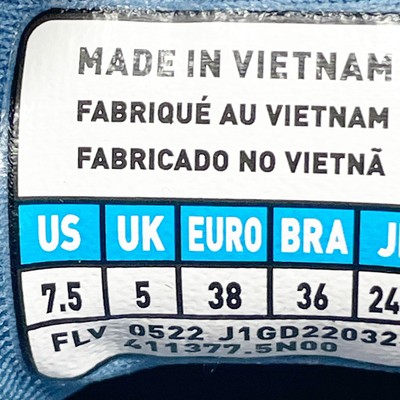 MADE IN VIETNAM
FABRIQUÉ AU VIETNAM
FABRICADO NO VIETNÃ
US UK EURO BRA
7.5 5 38 36 24
FLV 0522 J1GD22032
411377.5N00